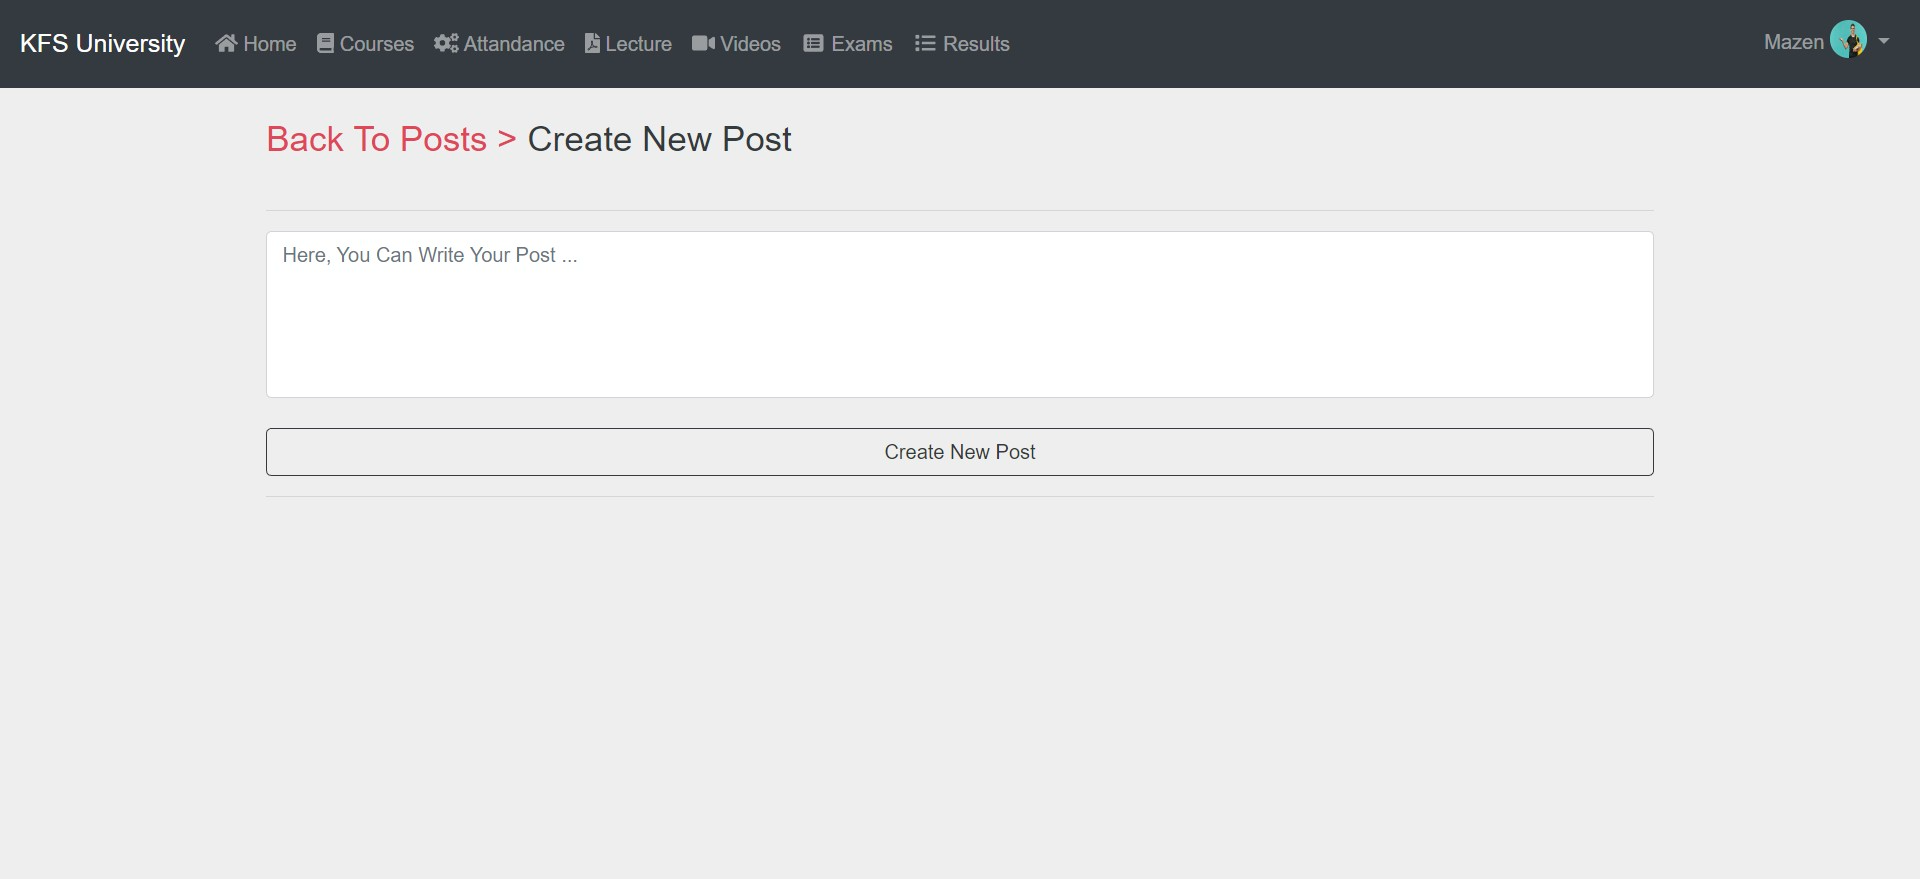 KFS University Home Courses Attandance Lecture Videos Exams Results Mazen
Back To Posts > Create New Post
Here, You Can Write Your Post ...
Create New Post